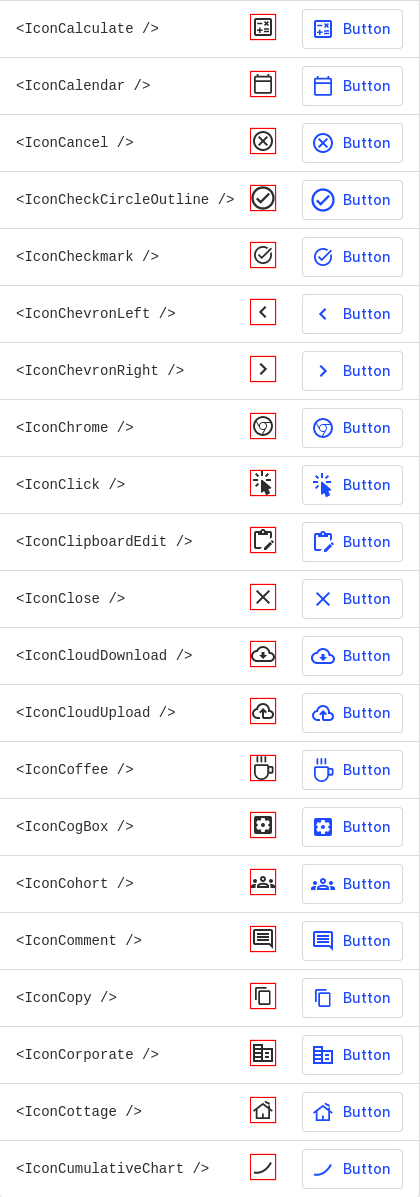 <IconCalculate /> Button
<IconCalendar /> Button
<IconCancel /> Button
<IconCheckCircleOutline /> Button
<IconCheckmark /> Button
<IconChevronLeft /> Button
<IconChevronRight /> Button
<IconChrome /> Button
<IconClick /> Button
<IconClipboardEdit /> Button
<IconClose /> Button
<IconCloudDownload /> Button
<IconCloudUpload /> Button
<IconCoffee /> Button
<IconCogBox /> Button
<IconCohort /> Button
<IconComment /> Button
<IconCopy /> Button
<IconCorporate /> Button
<IconCottage /> Button
<IconCumulativeChart /> Button